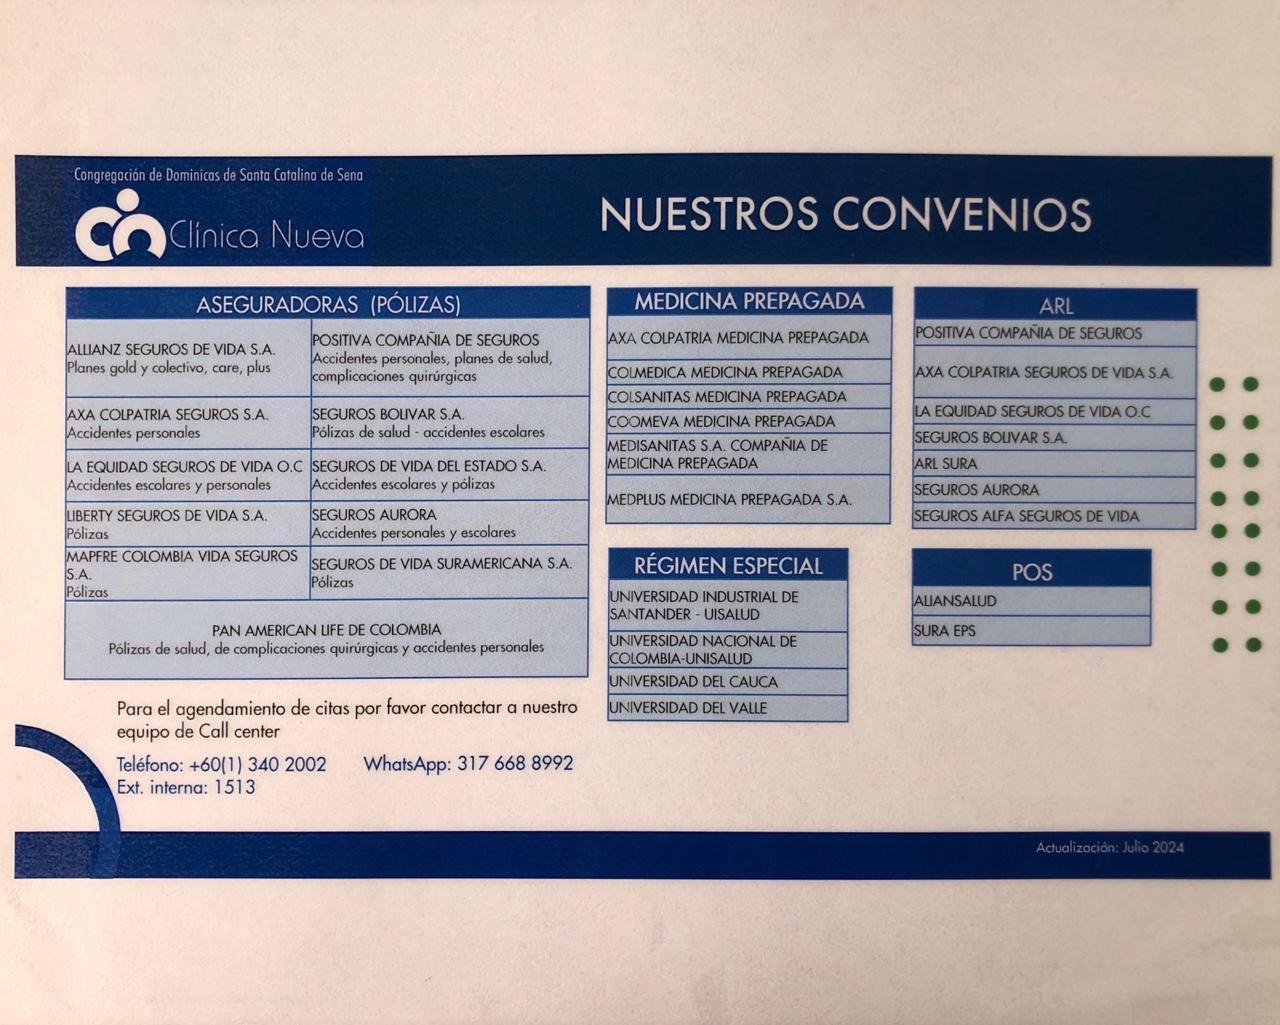 Congregación de Dominicas de Santa Catalina de Sena
Clínica Nueva
NUESTROS CONVENIOS
ASEGURADORAS (PÓLIZAS)
ALLIANZ SEGUROS DE VIDA S.A.
Planes gold y colectivo, care, plus
POSITIVA COMPAÑIA DE SEGUROS
Accidentes personales, planes de salud,
complicaciones quirúrgicas
AXA COLPATRIA SEGUROS S.A.
Accidentes personales
SEGUROS BOLIVAR S.A.
Pólizas de salud - accidentes escolares
LA EQUIDAD SEGUROS DE VIDA O.C
Accidentes escolares y personales
SEGUROS DE VIDA DEL ESTADO S.A.
Accidentes escolares y pólizas
LIBERTY SEGUROS DE VIDA S.A.
Pólizas
SEGUROS AURORA
Accidentes personales y escolares
MAPFRE COLOMBIA VIDA SEGUROS
S.A.
Pólizas
SEGUROS DE VIDA SURAMERICANA S.A.
Pólizas
PAN AMERICAN LIFE DE COLOMBIA
Pólizas de salud, de complicaciones quirúrgicas y accidentes personales
MEDICINA PREPAGADA
AXA COLPATRIA MEDICINA PREPAGADA
COLMEDICA MEDICINA PREPAGADA
COLSANITAS MEDICINA PREPAGADA
COOMEVA MEDICINA PREPAGADA
MEDISANITAS S.A. COMPAÑIA DE
MEDICINA PREPAGADA
MEDPLUS MEDICINA PREPAGADA S.A.
ARL
POSITIVA COMPAÑIA DE SEGUROS
AXA COLPATRIA SEGUROS DE VIDA S.A.
LA EQUIDAD SEGUROS DE VIDA O.C
SEGUROS BOLIVAR S.A.
ARL SURA
SEGUROS AURORA
SEGUROS ALFA SEGUROS DE VIDA
RÉGIMEN ESPECIAL
UNIVERSIDAD INDUSTRIAL DE
SANTANDER - UISALUD
UNIVERSIDAD NACIONAL DE
COLOMBIA-UNISALUD
UNIVERSIDAD DEL CAUCA
UNIVERSIDAD DEL VALLE
POS
ALIANSALUD
SURA EPS
Para el agendamiento de citas por favor contactar a nuestro
equipo de Call center
Teléfono: +60(1) 340 2002 WhatsApp: 317 668 8992
Ext. interna: 1513
Actualización: Julio 2024